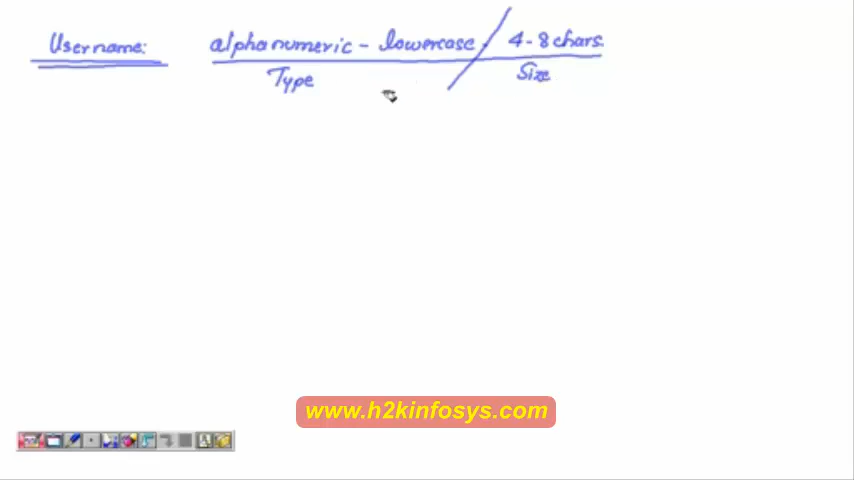 Username: alphanumeric - lowercase / 4-8 chars.
Type Size
www.h2kinfosys.com